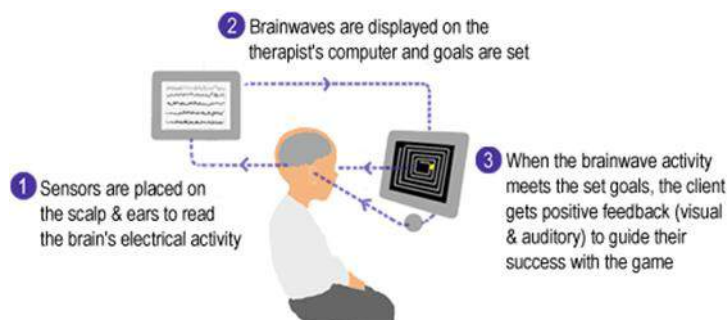 2 Brainwaves are displayed on the
therapist's computer and goals are set
1 Sensors are placed on
the scalp & ears to read
the brain's electrical activity
3 When the brainwave activity
meets the set goals, the client
gets positive feedback (visual
& auditory) to guide their
success with the game